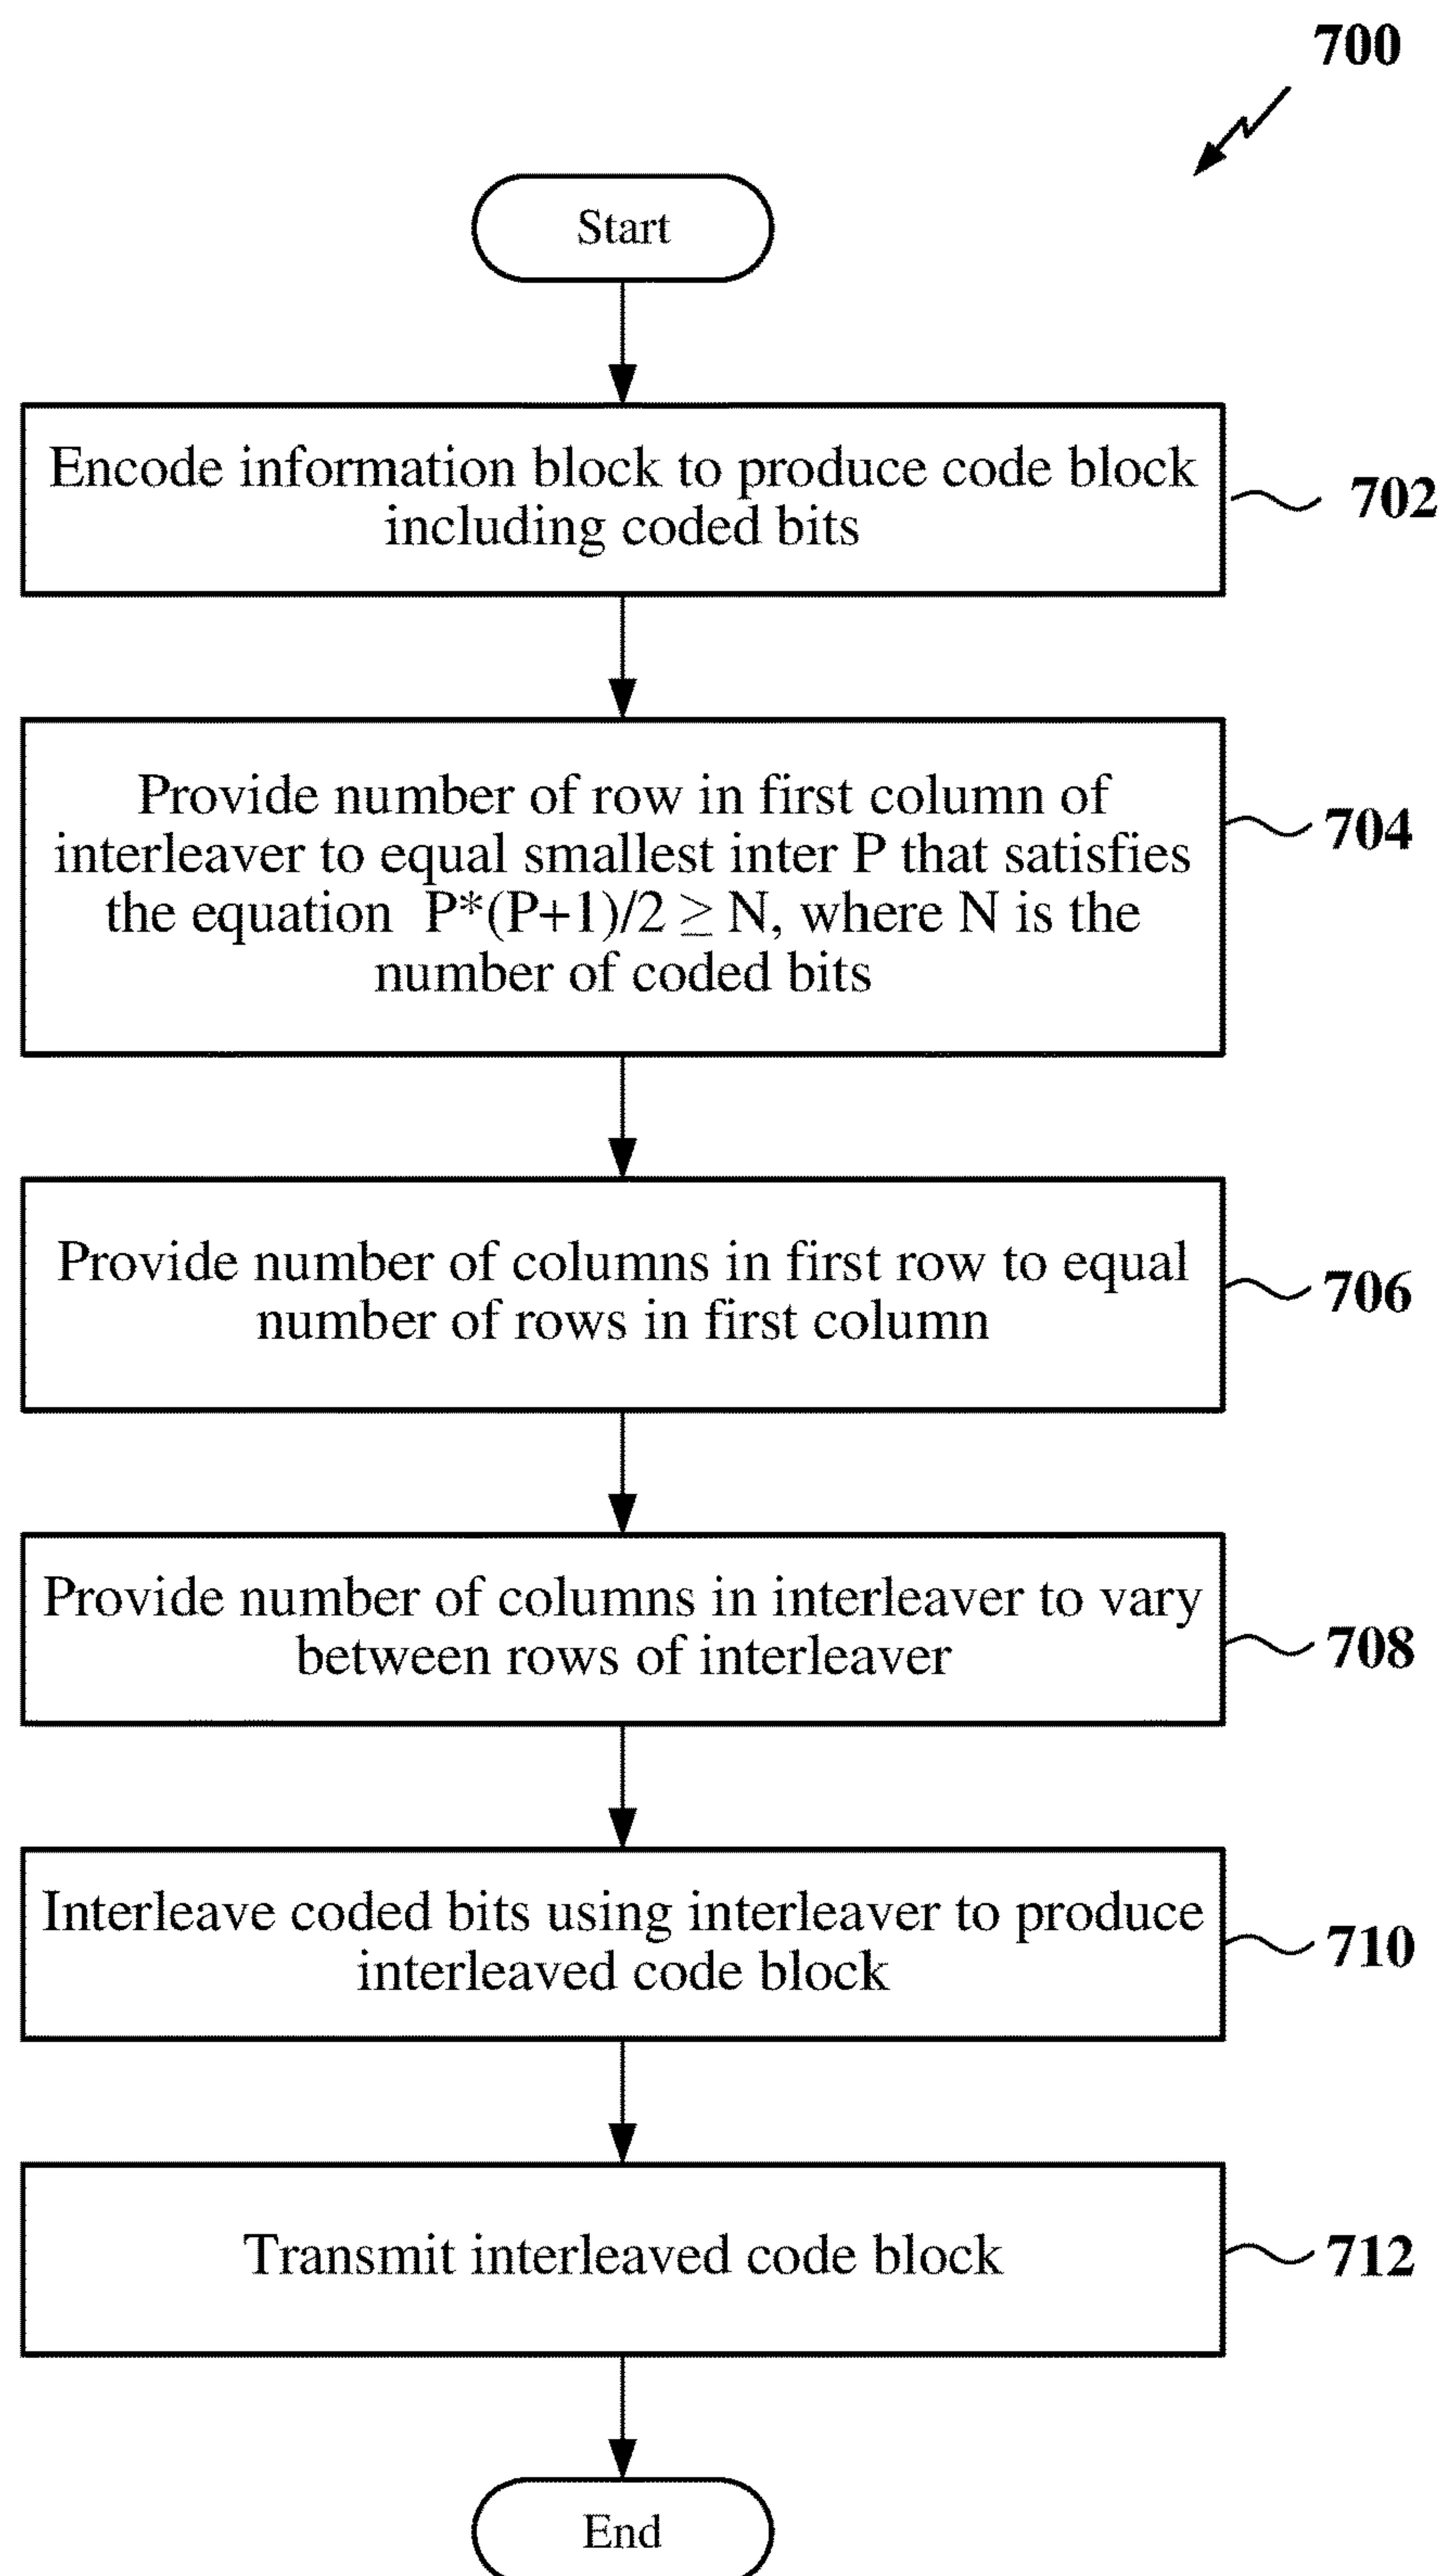 700
Start
Encode information block to produce code block
including coded bits
702
Provide number of row in first column of
interleaver to equal smallest inter P that satisfies
the equation P*(P+1)/2 ≥ N, where N is the
number of coded bits
704
Provide number of columns in first row to equal
number of rows in first column
706
Provide number of columns in interleaver to vary
between rows of interleaver
708
Interleave coded bits using interleaver to produce
interleaved code block
710
Transmit interleaved code block
712
End